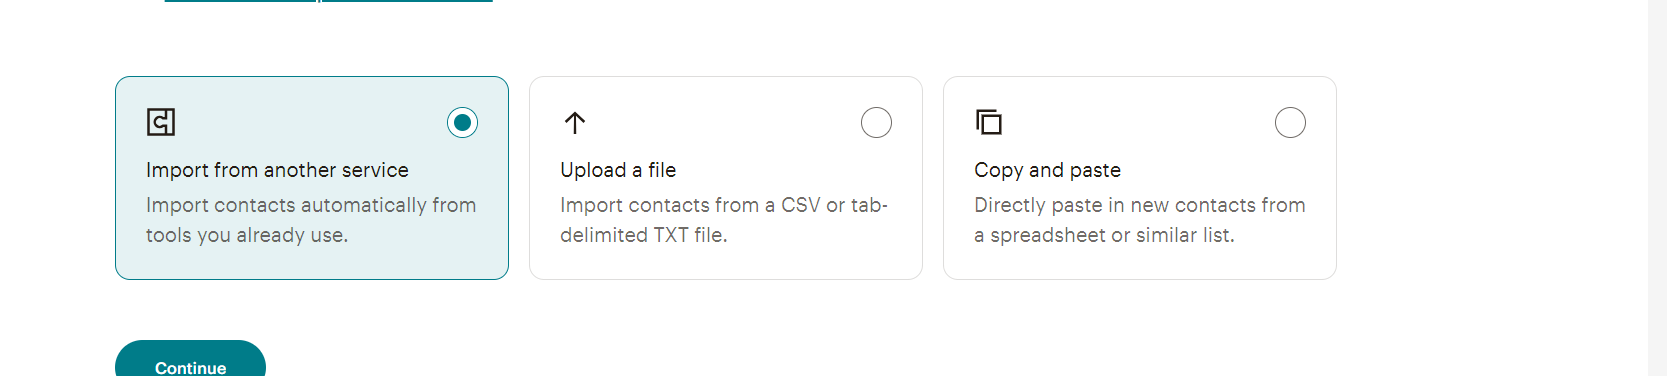 Import from another service
Import contacts automatically from
tools you already use.
Upload a file
Import contacts from a CSV or tab-
delimited TXT file.
Copy and paste
Directly paste in new contacts from
a spreadsheet or similar list.
Continue